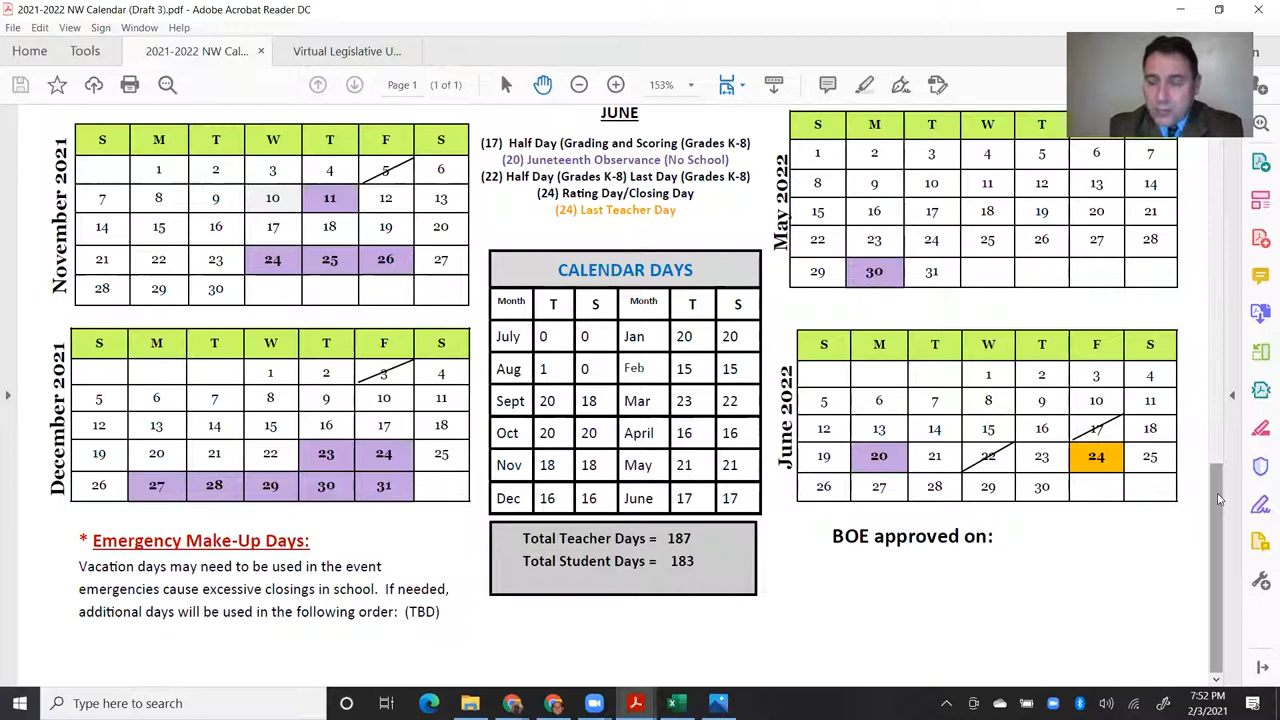 2021-2022 NW Calendar (Draft 3).pdf - Adobe Acrobat Reader DC
File Edit View Sign Window Help
Home Tools 2021-2022 NW Cal... × Virtual Legislative U...
Page 1 (1 of 1) 153%
November 2021
S M T W T F S
1 2 3 4 5 6
7 8 9 10 11 12 13
14 15 16 17 18 19 20
21 22 23 24 25 26 27
28 29 30
December 2021
S M T W T F S
1 2 3 4
5 6 7 8 9 10 11
12 13 14 15 16 17 18
19 20 21 22 23 24 25
26 27 28 29 30 31
* Emergency Make-Up Days:
Vacation days may need to be used in the event
emergencies cause excessive closings in school. If needed,
additional days will be used in the following order: (TBD)
JUNE
(17) Half Day (Grading and Scoring (Grades K-8)
(20) Juneteenth Observance (No School)
(22) Half Day (Grades K-8) Last Day (Grades K-8)
(24) Rating Day/Closing Day
(24) Last Teacher Day
CALENDAR DAYS
Month T S Month T S
July 0 0 Jan 20 20
Aug 1 0 Feb 15 15
Sept 20 18 Mar 23 22
Oct 20 20 April 16 16
Nov 18 18 May 21 21
Dec 16 16 June 17 17
Total Teacher Days = 187
Total Student Days = 183
May 2022
S M T W T F S
1 2 3 4 5 6 7
8 9 10 11 12 13 14
15 16 17 18 19 20 21
22 23 24 25 26 27 28
29 30 31
June 2022
S M T W T F S
1 2 3 4
5 6 7 8 9 10 11
12 13 14 15 16 17 18
19 20 21 22 23 24 25
26 27 28 29 30
BOE approved on:
Type here to search
7:52 PM
2/3/2021